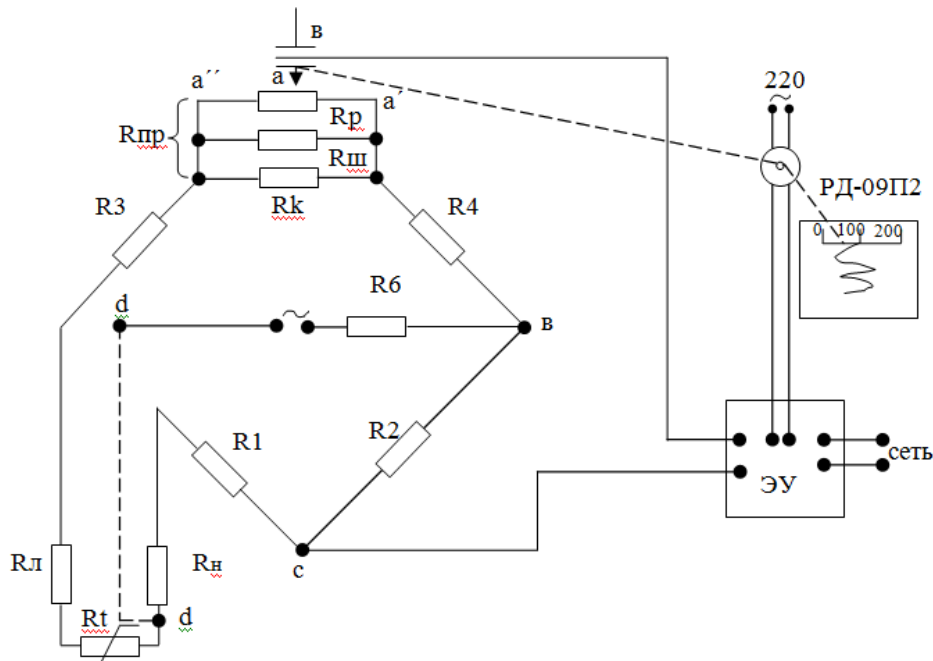 в
a´´
a
a´
220
~
Rпр
Rр
Rш
Rk
РД-09П2
0 100 200
R3
R4
R6
d
~
в
R1
R2
ЭУ
сеть
с
Rл
Rн
Rt
d